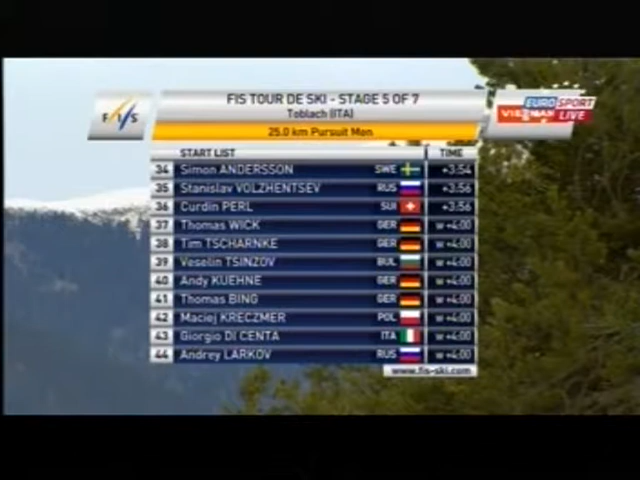 FIS TOUR DE SKI - STAGE 5 OF 7
Toblach (ITA)
25.0 km Pursuit Men
FIS
EUROSPORT
LIVE
START LIST TIME
34 Simon ANDERSSON SWE +3:54
35 Stanislav VOLZHENTSEV RUS +3:56
36 Curdin PERL SUI +3:56
37 Thomas WICK GER w +4:00
38 Tim TSCHARNKE GER w +4:00
39 Veselin TSINZOV BUL w +4:00
40 Andy KUEHNE GER w +4:00
41 Thomas BING GER w +4:00
42 Maciej KRECZMER POL w +4:00
43 Giorgio DI CENTA ITA w +4:00
44 Andrey LARKOV RUS w +4:00
www.fis-ski.com